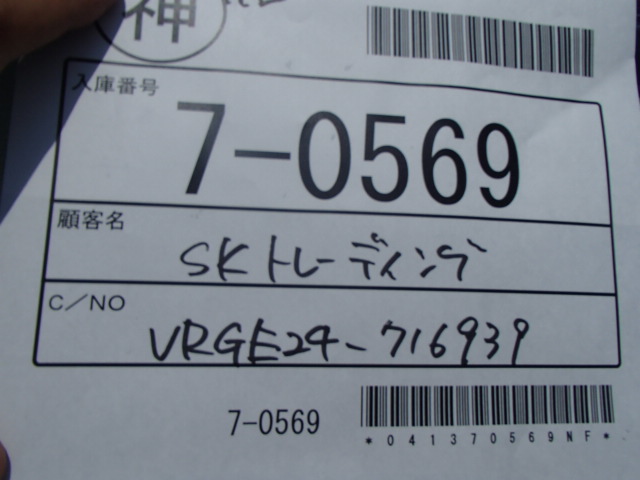 神
入庫番号
7-0569
顧客名
SKトレーディング
C/NO
VRGE24-716939
7-0569
*041370569NF*